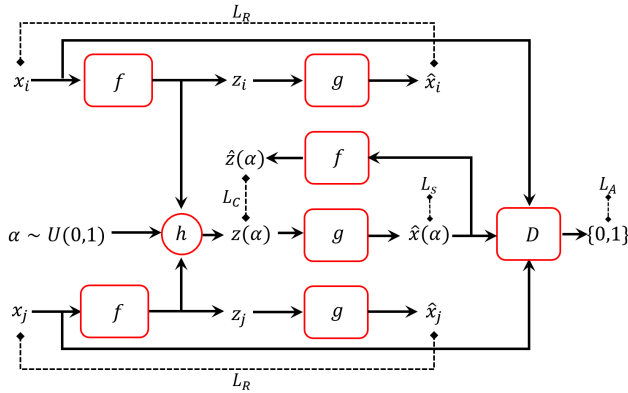 L_R
x_i f z_i g x̂_i
ẑ(α) f
L_C L_s L_A
α ~ U(0,1) h z(α) g x̂(α) D {0,1}
x_j f z_j g x̂_j
L_R